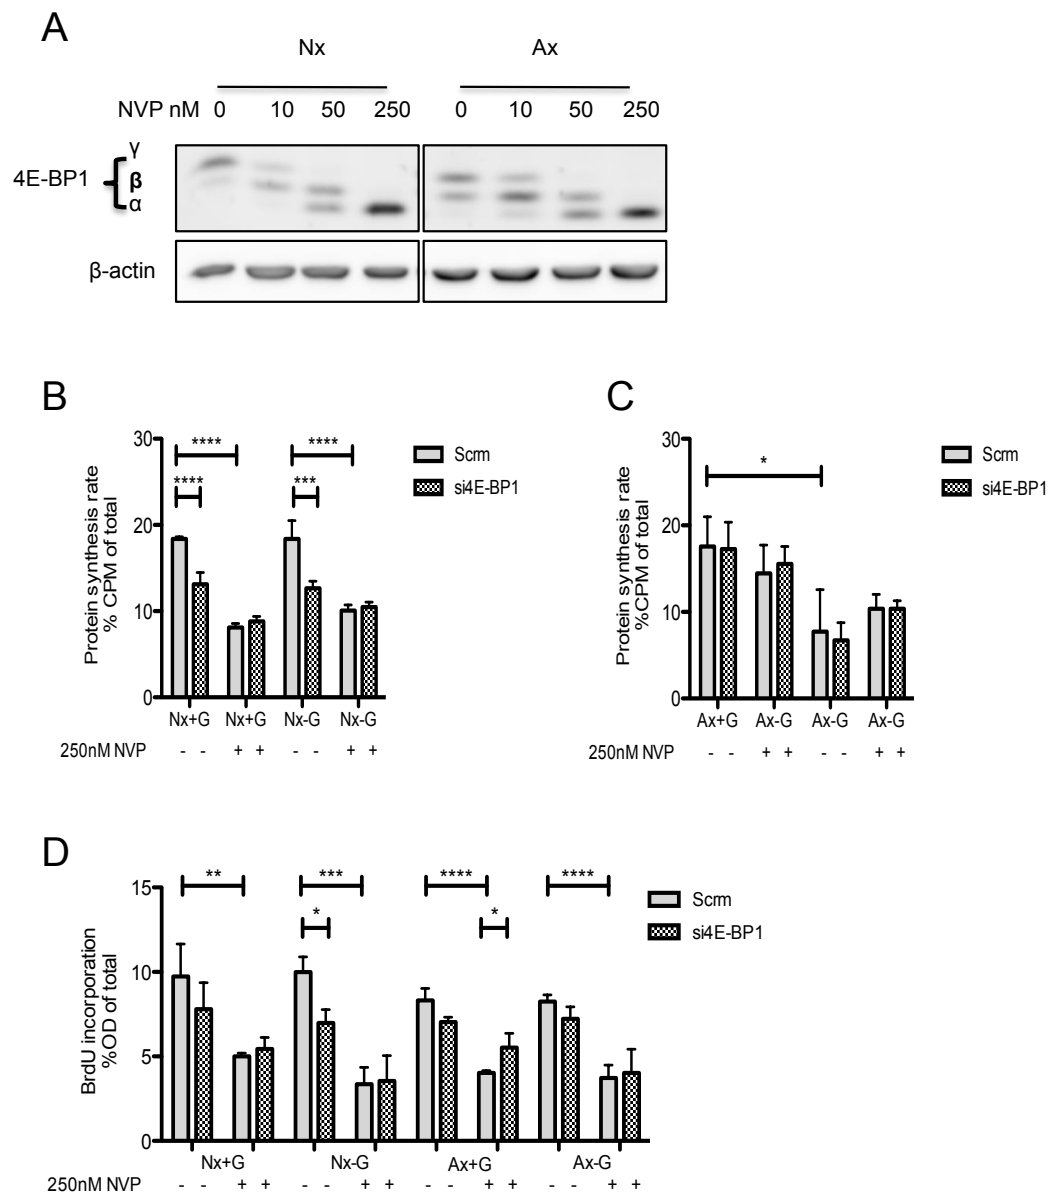 A
Nx Ax
NVP nM 0 10 50 250 0 10 50 250
γ
4E-BP1 β
α
β-actin
B
Protein synthesis rate
% CPM of total
30
20
10
0
**** ****
**** ***
Scrm
si4E-BP1
Nx+G Nx+G Nx-G Nx-G
250nM NVP - - + + - - + +
C
Protein synthesis rate
%CPM of total
30
20
10
0
*
Scrm
si4E-BP1
Ax+G Ax-G Ax-G Ax-G
250nM NVP - - + + - - + +
D
BrdU incorporation
%OD of total
15
10
5
0
** *** **** ****
* *
Scrm
si4E-BP1
Nx+G Nx-G Ax+G Ax-G
250nM NVP - - + + - - + + - - + + - - + +